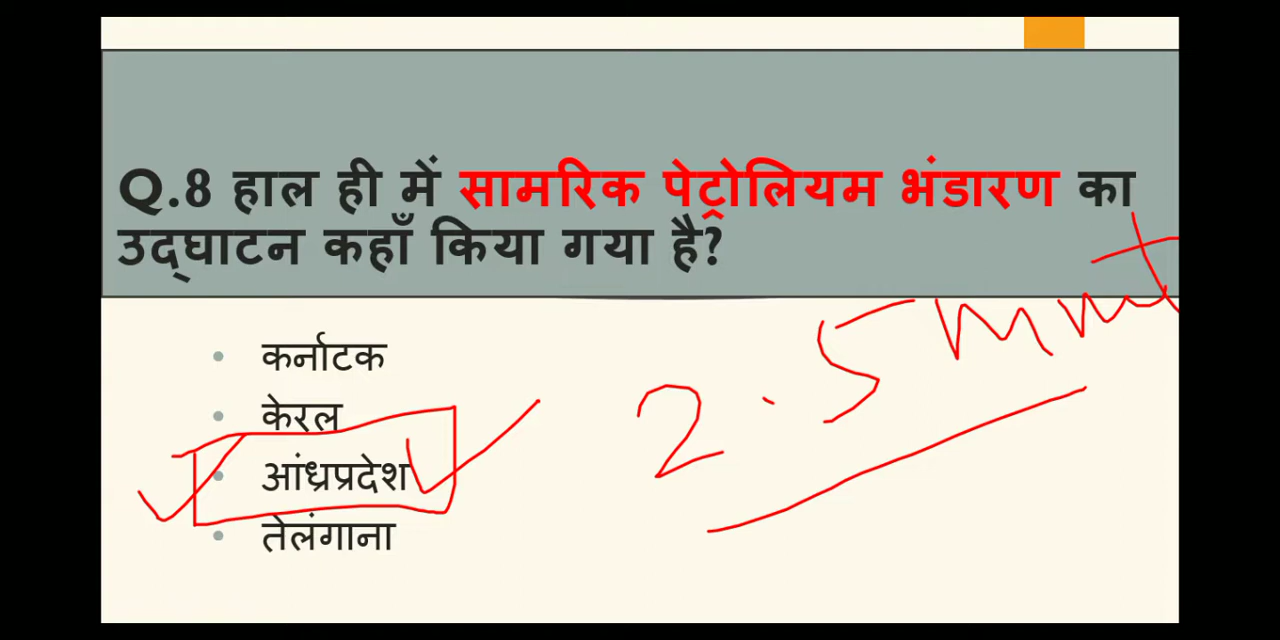 Q.8 हाल ही में सामरिक पेट्रोलियम भंडारण का
उद्घाटन कहाँ किया गया है?
2.5 mmt
• कर्नाटक
• केरल
• आंध्रप्रदेश
• तेलंगाना